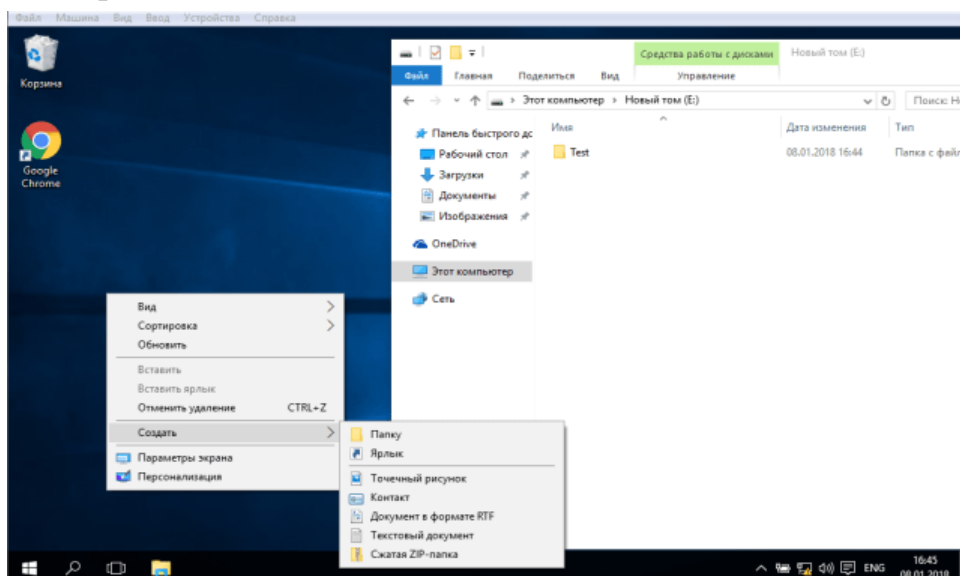 Файл Машина Вид Ввод Устройства Справка
Корзина
Google
Chrome
Средства работы с дисками Новый том (E:)
Файл Главная Поделиться Вид Управление
Этот компьютер > Новый том (E:) Поиск:
Имя Дата изменения Тип
Test 08.01.2018 16:44 Папка с
Панель быстрого
Рабочий стол
Загрузки
Документы
Изображения
OneDrive
Этот компьютер
Сеть
Вид
Сортировка
Обновить
Вставить
Вставить ярлык
Отменить удаление CTRL+Z
Создать
Параметры экрана
Персонализация
Папку
Ярлык
Точечный рисунок
Контакт
Документ в формате RTF
Текстовый документ
Сжатая ZIP-папка
ENG 16:45
08.01.2018